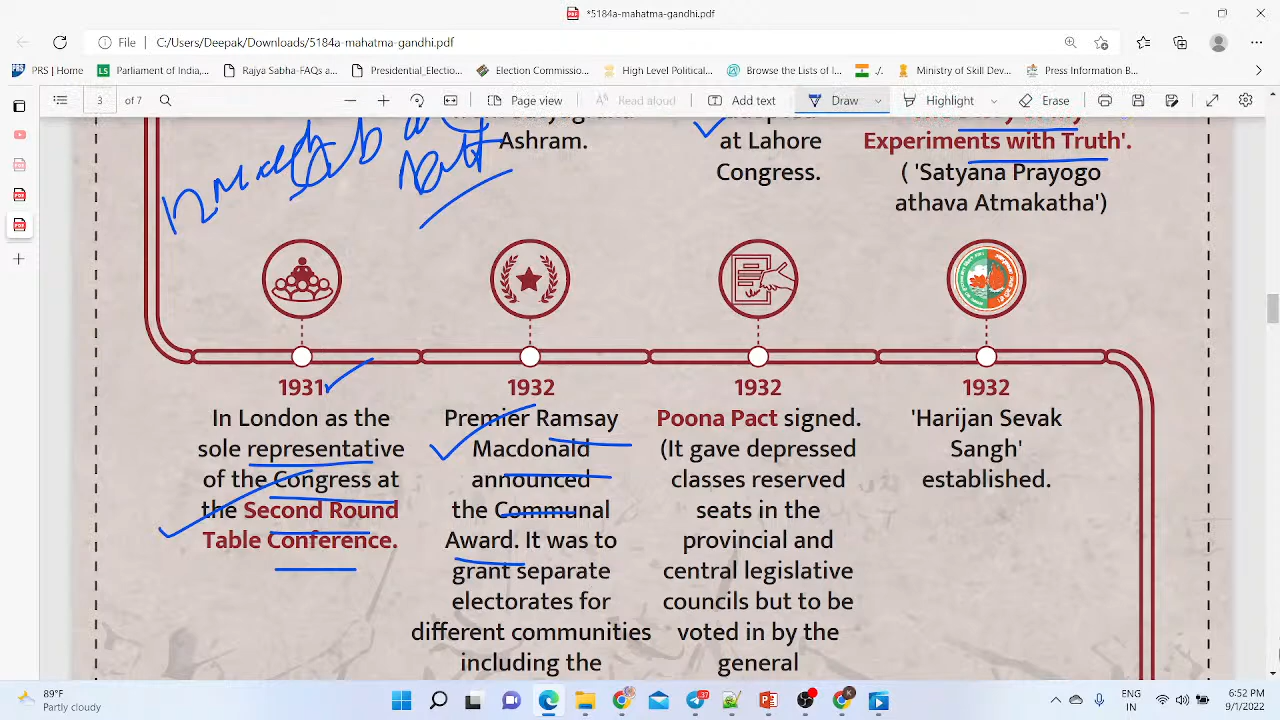 *5184a-mahatma-gandhi.pdf
File
C:/Users/Deepak/Downloads/5184a-mahatma-gandhi.pdf
PRS | Home
Parliament of India,...
Rajya Sabha-FAQs a...
Presidential_Electio...
Election Commissio...
High Level Political...
Browse the Lists of I...
./.
Ministry of Skill Dev...
Press Information B...
3 of 7
Page view
Read aloud
Add text
Draw
Highlight
Erase
Ashram.
at Lahore
Congress.
Experiments with Truth'.
( 'Satyana Prayogo
athava Atmakatha')
1931
In London as the
sole representative
of the Congress at
the Second Round
Table Conference.
1932
Premier Ramsay
Macdonald
announced
the Communal
Award. It was to
grant separate
electorates for
different communities
including the
1932
Poona Pact signed.
(It gave depressed
classes reserved
seats in the
provincial and
central legislative
councils but to be
voted in by the
general
1932
'Harijan Sevak
Sangh'
established.
89°F
Partly cloudy
37
K
ENG
IN
6:52 PM
9/1/2022